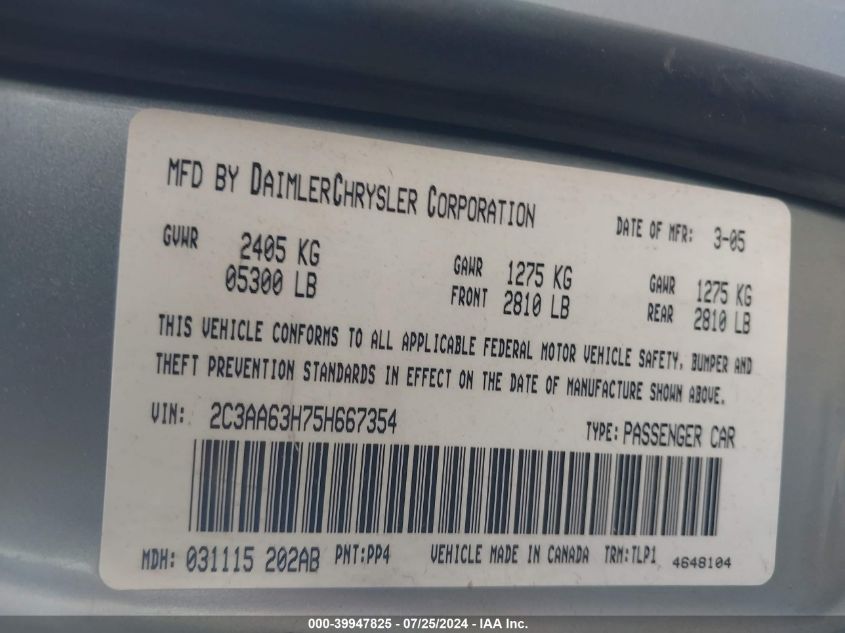 MFD BY DAIMLERCHRYSLER CORPORATION
DATE OF MFR: 3-05
GVWR 2405 KG
05300 LB
GAWR 1275 KG
FRONT 2810 LB
GAWR 1275 KG
REAR 2810 LB
THIS VEHICLE CONFORMS TO ALL APPLICABLE FEDERAL MOTOR VEHICLE SAFETY, BUMPER AND
THEFT PREVENTION STANDARDS IN EFFECT ON THE DATE OF MANUFACTURE SHOWN ABOVE.
VIN: 2C3AA63H75H667354
TYPE: PASSENGER CAR
MDH: 031115 202AB PNT:PP4 VEHICLE MADE IN CANADA TRM:TLP1 4648104
000-39947825 - 07/25/2024 - IAA Inc.